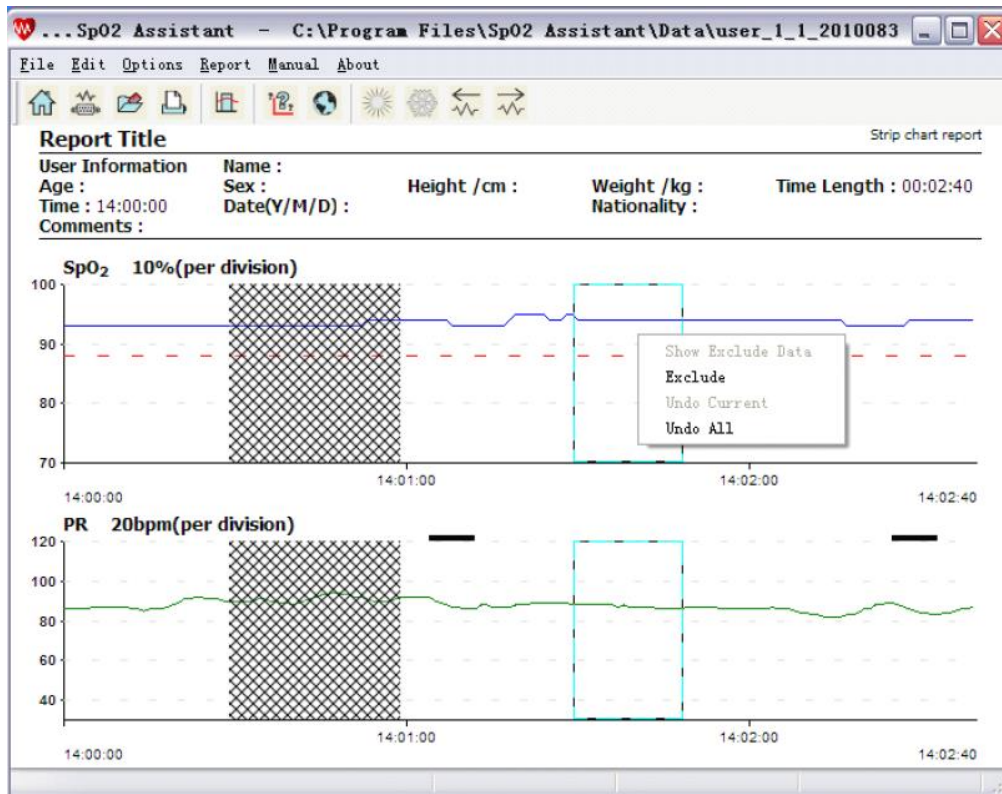 ...SpO2 Assistant - C:\Program Files\SpO2 Assistant\Data\user_1_1_2010083
File Edit Options Report Manual About
Report Title
Strip chart report
User Information Name :
Age : Sex : Height /cm : Weight /kg : Time Length : 00:02:40
Time : 14:00:00 Date(Y/M/D) : Nationality :
Comments :
SpO₂ 10%(per division)
100
90
80
70
Show Exclude Data
Exclude
Undo Current
Undo All
14:01:00 14:02:00
14:00:00 14:02:40
PR 20bpm(per division)
120
100
80
60
40
14:01:00 14:02:00
14:00:00 14:02:40